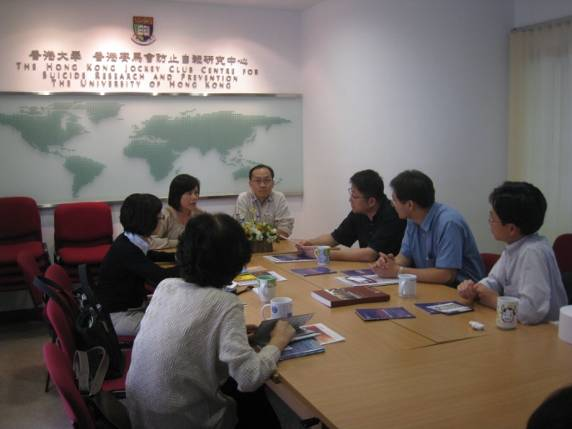 香港大學 香港賽馬會防止自殺研究中心
THE HONG KONG JOCKEY CLUB CENTRE FOR
SUICIDE RESEARCH AND PREVENTION
THE UNIVERSITY OF HONG KONG